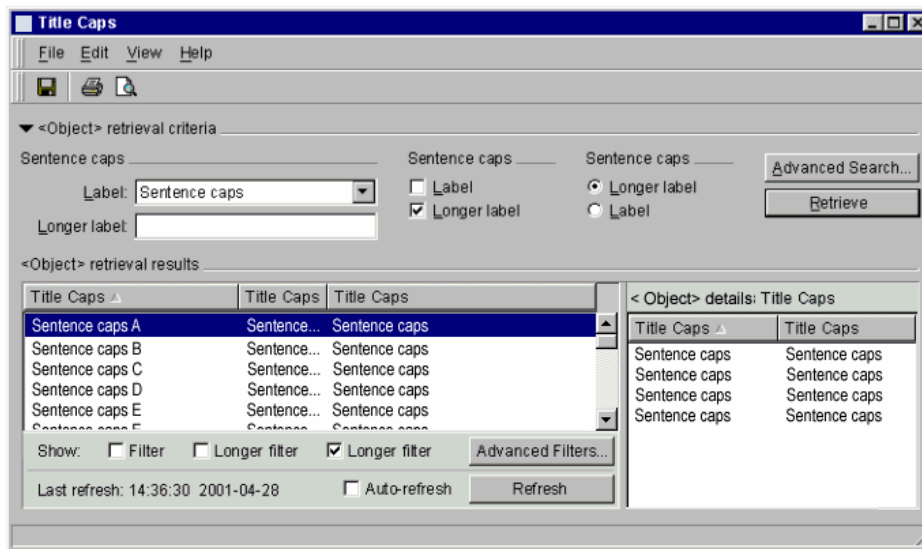 Title Caps
File Edit View Help
<Object> retrieval criteria
Sentence caps
Label: Sentence caps
Longer label:
Sentence caps
Label
Longer label
Sentence caps
Longer label
Label
Advanced Search...
Retrieve
<Object> retrieval results
Title Caps Title Caps Title Caps
Sentence caps A Sentence... Sentence caps
Sentence caps B Sentence... Sentence caps
Sentence caps C Sentence... Sentence caps
Sentence caps D Sentence... Sentence caps
Sentence caps E Sentence... Sentence caps
Show: Filter Longer filter Longer filter Advanced Filters...
Last refresh: 14:36:30 2001-04-28 Auto-refresh Refresh
< Object> details: Title Caps
Title Caps Title Caps
Sentence caps Sentence caps
Sentence caps Sentence caps
Sentence caps Sentence caps
Sentence caps Sentence caps